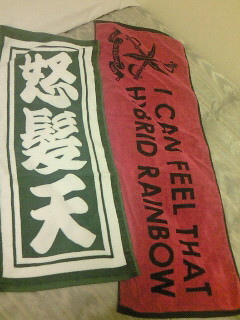 怒髪天
I CAN FEEL THAT
HYBRID RAINBOW